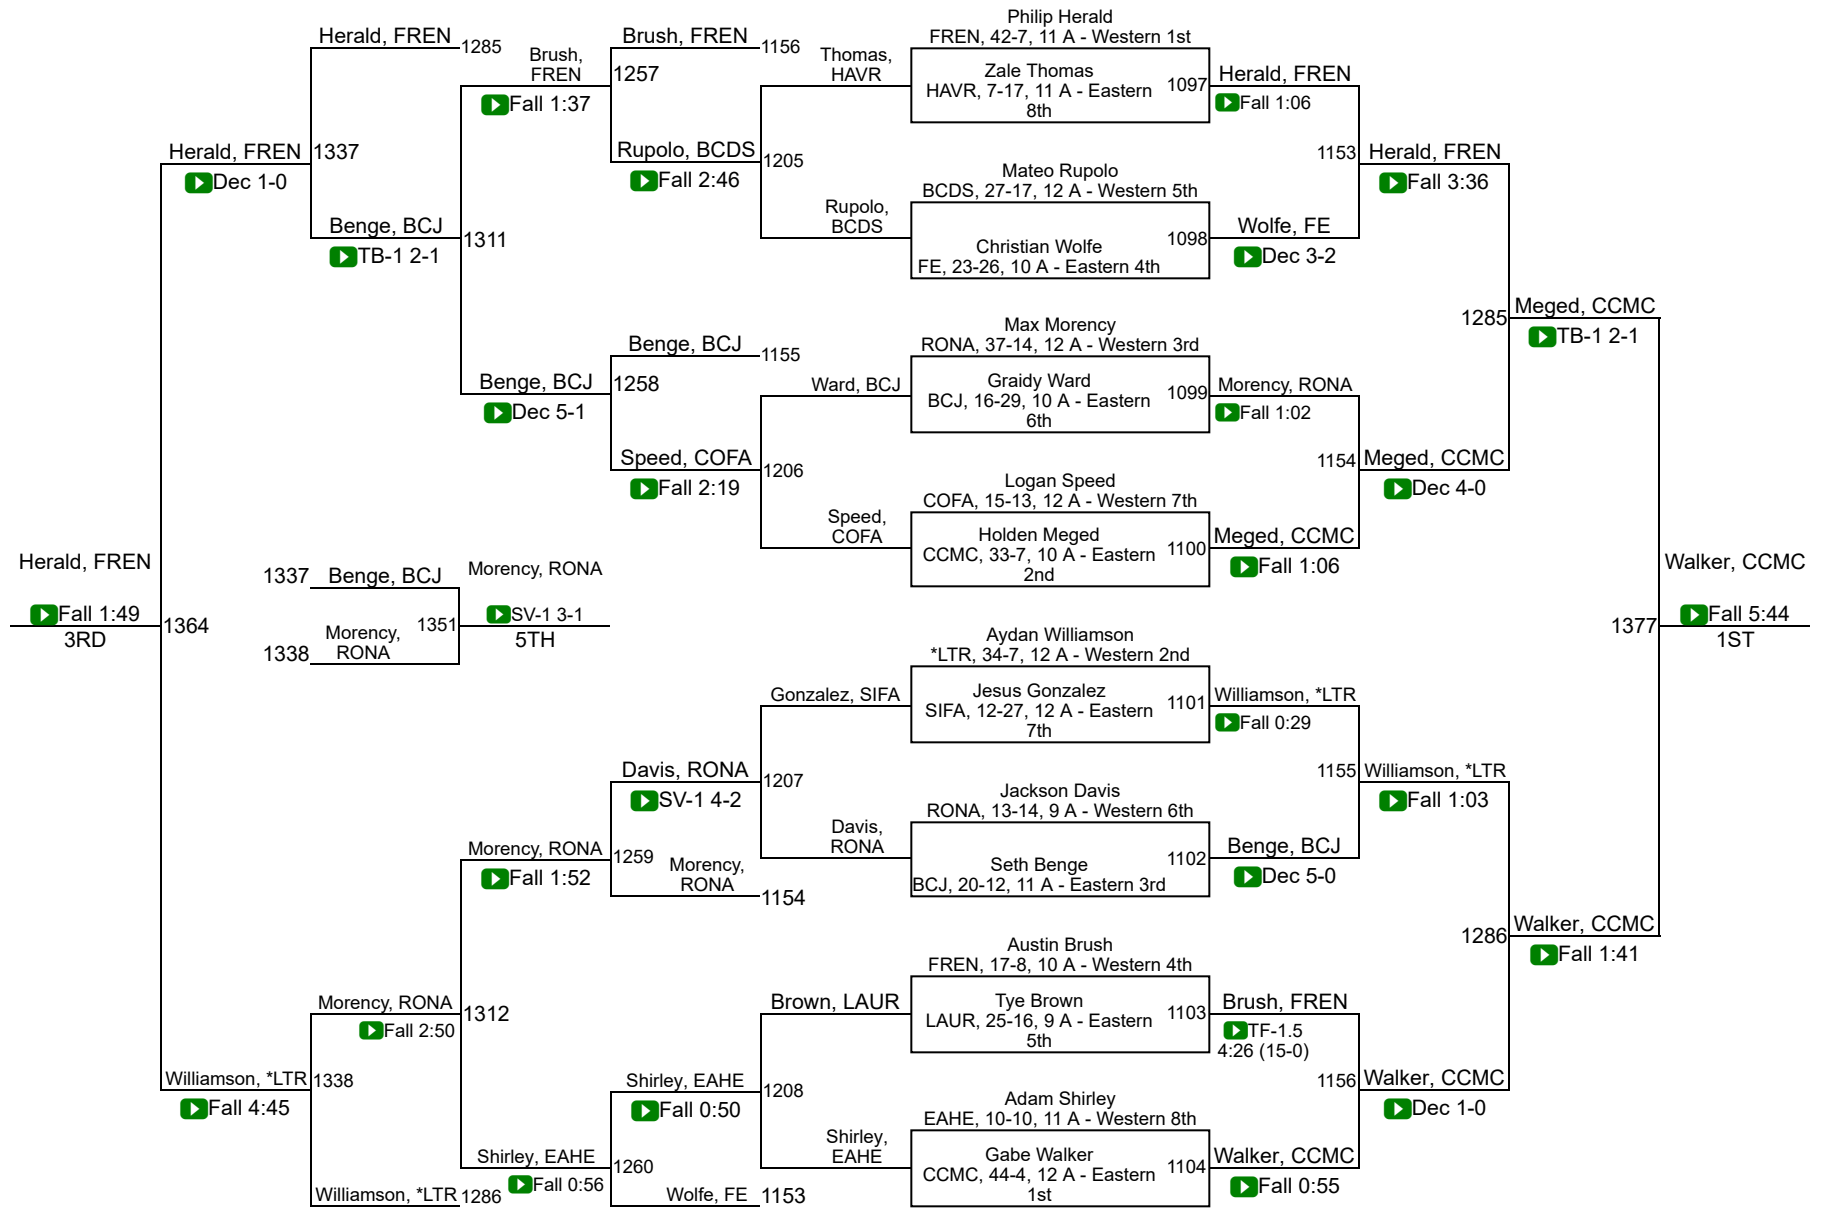 Philip Herald
FREN, 42-7, 11 A - Western 1st
Zale Thomas
HAVR, 7-17, 11 A - Eastern
8th
1097
Mateo Rupolo
BCDS, 27-17, 12 A - Western 5th
Christian Wolfe
FE, 23-26, 10 A - Eastern 4th
1098
Max Morency
RONA, 37-14, 12 A - Western 3rd
Graidy Ward
BCJ, 16-29, 10 A - Eastern
6th
1099
Logan Speed
COFA, 15-13, 12 A - Western 7th
Holden Meged
CCMC, 33-7, 10 A - Eastern
2nd
1100
Aydan Williamson
*LTR, 34-7, 12 A - Western 2nd
Jesus Gonzalez
SIFA, 12-27, 12 A - Eastern
7th
1101
Jackson Davis
RONA, 13-14, 9 A - Western 6th
Seth Benge
BCJ, 20-12, 11 A - Eastern 3rd
1102
Austin Brush
FREN, 17-8, 10 A - Western 4th
Tye Brown
LAUR, 25-16, 9 A - Eastern
5th
1103
Adam Shirley
EAHE, 10-10, 11 A - Western 8th
Gabe Walker
CCMC, 44-4, 12 A - Eastern
1st
1104
Herald, FREN
Fall 1:06
1153
Wolfe, FE
Dec 3-2
Morency, RONA
Fall 1:02
1154
Meged, CCMC
Fall 1:06
Williamson, *LTR
Fall 0:29
1155
Benge, BCJ
Dec 5-0
Brush, FREN
TF-1.5
4:26 (15-0)
1156
Walker, CCMC
Fall 0:55
Herald, FREN
Fall 3:36
1285
Meged, CCMC
Dec 4-0
Williamson, *LTR
Fall 1:03
1286
Walker, CCMC
Dec 1-0
Meged, CCMC
TB-1 2-1
1377
Walker, CCMC
Fall 1:41
Walker, CCMC
Fall 5:44
1ST
Thomas,
HAVR
1205
Rupolo,
BCDS
Ward, BCJ
1206
Speed,
COFA
Gonzalez, SIFA
1207
Davis,
RONA
Brown, LAUR
1208
Shirley,
EAHE
Brush, FREN
1156
1257
Rupolo, BCDS
Fall 2:46
Benge, BCJ
1155
1258
Speed, COFA
Fall 2:19
Davis, RONA
SV-1 4-2
1259
Morency,
RONA
1154
Shirley, EAHE
Fall 0:50
1260
Wolfe, FE
1153
Brush,
FREN
Fall 1:37
1311
Benge, BCJ
Dec 5-1
Morency, RONA
Fall 1:52
1312
Shirley, EAHE
Fall 0:56
Herald, FREN
1285
1337
Benge, BCJ
TB-1 2-1
Morency, RONA
Fall 2:50
1338
Williamson, *LTR
1286
Herald, FREN
Dec 1-0
1364
Williamson, *LTR
Fall 4:45
Herald, FREN
Fall 1:49
3RD
1337
Benge, BCJ
1351
1338
Morency,
RONA
Morency, RONA
SV-1 3-1
5TH